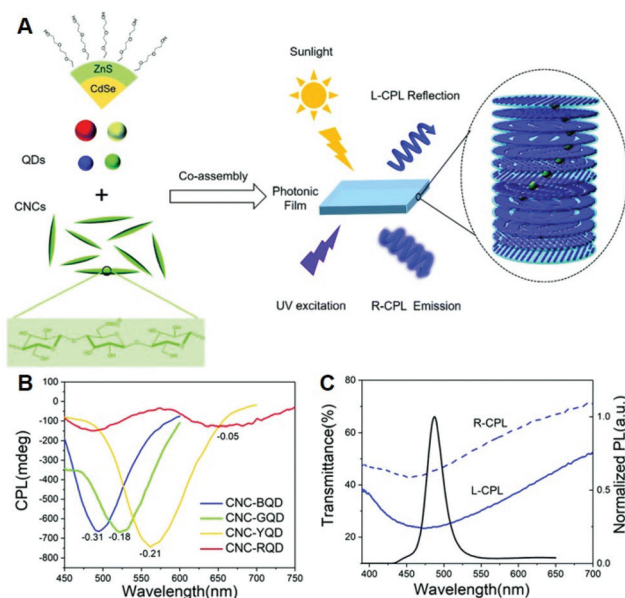 A
ZnS
CdSe
QDs
+
CNCs
Co-assembly
Sunlight
L-CPL Reflection
Photonic
Film
UV excitation
R-CPL Emission
B
CPL(mdeg)
100
0
-100
-200
-300
-400
-500
-600
-700
-800
-0.05
-0.31
-0.18
-0.21
CNC-BQD
CNC-GQD
CNC-YQD
CNC-RQD
450 500 550 600 650 700 750
Wavelength(nm)
C
Transmittance(%)
80
60
40
20
R-CPL
L-CPL
1.0
0.5
0.0
Normalized PL(a.u.)
400 450 500 550 600 650 700
Wavelength(nm)